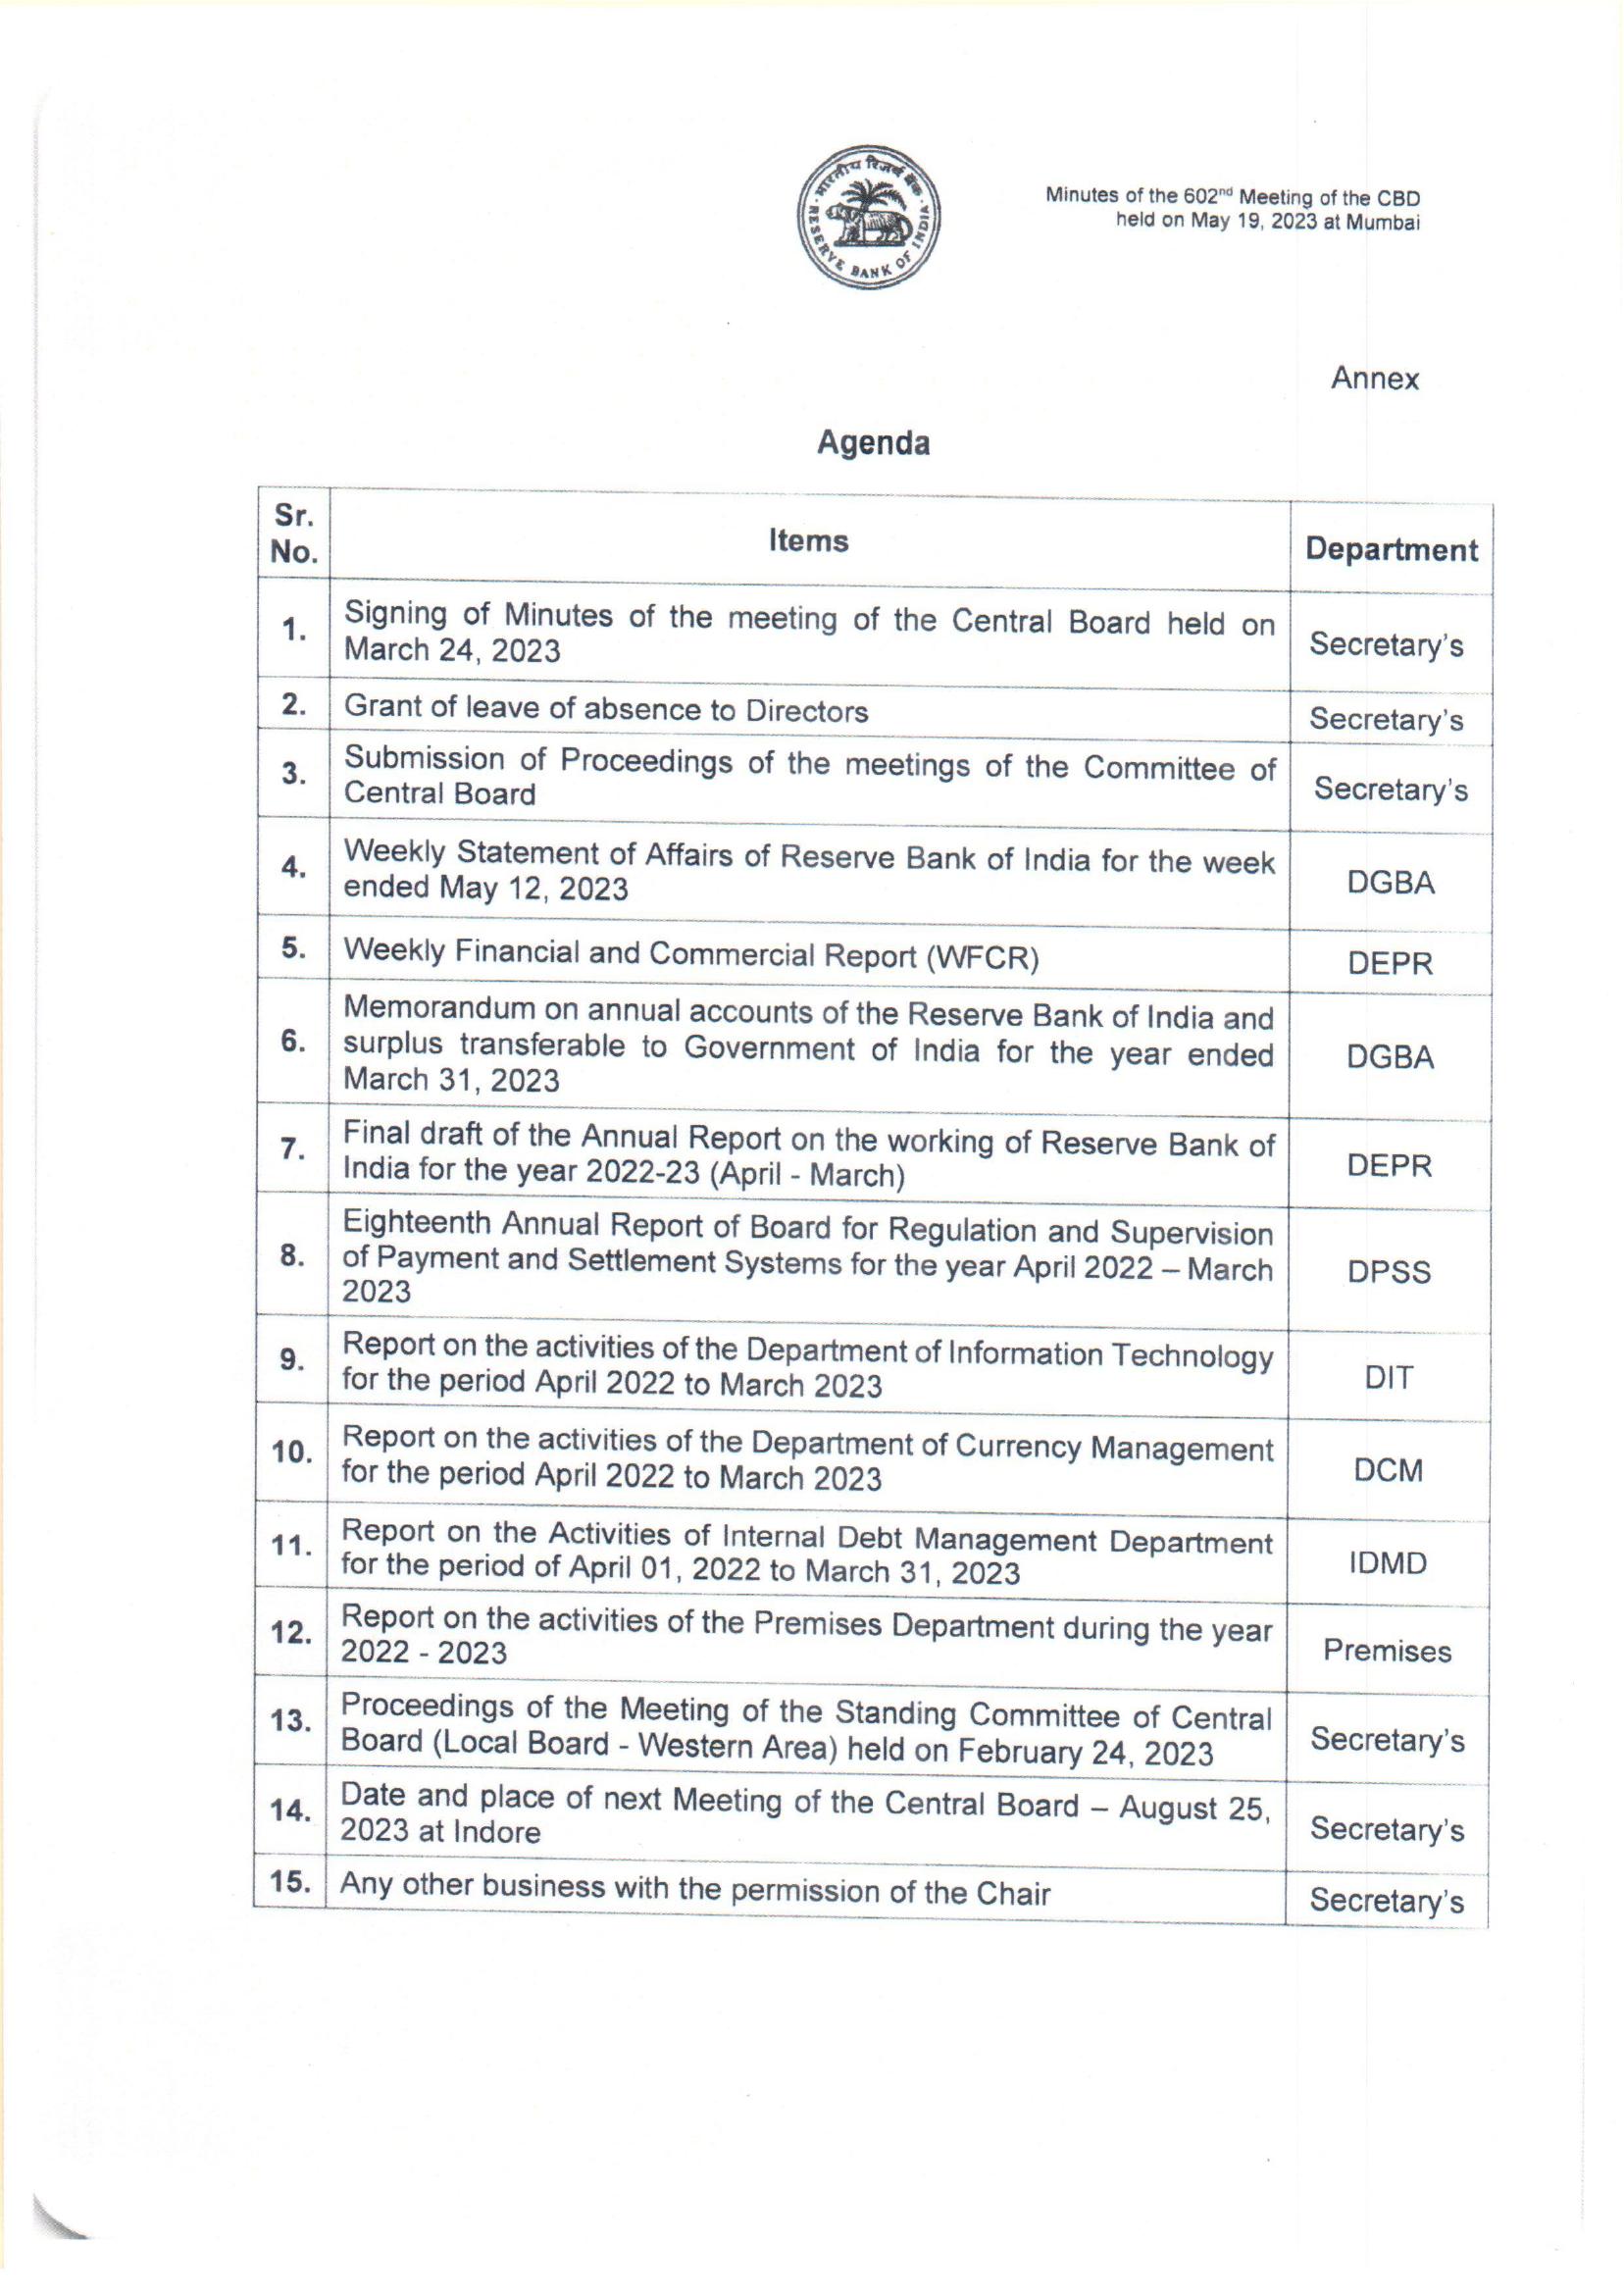 भारतीय रिज़र्व बैंक
RESERVE BANK OF INDIA
Minutes of the 602nd Meeting of the CBD
held on May 19, 2023 at Mumbai
Annex
Agenda
Sr. No. Items Department
1. Signing of Minutes of the meeting of the Central Board held on
March 24, 2023 Secretary's
2. Grant of leave of absence to Directors Secretary's
3. Submission of Proceedings of the meetings of the Committee of
Central Board Secretary's
4. Weekly Statement of Affairs of Reserve Bank of India for the week
ended May 12, 2023 DGBA
5. Weekly Financial and Commercial Report (WFCR) DEPR
6. Memorandum on annual accounts of the Reserve Bank of India and
surplus transferable to Government of India for the year ended
March 31, 2023 DGBA
7. Final draft of the Annual Report on the working of Reserve Bank of
India for the year 2022-23 (April - March) DEPR
8. Eighteenth Annual Report of Board for Regulation and Supervision
of Payment and Settlement Systems for the year April 2022 – March
2023 DPSS
9. Report on the activities of the Department of Information Technology
for the period April 2022 to March 2023 DIT
10. Report on the activities of the Department of Currency Management
for the period April 2022 to March 2023 DCM
11. Report on the Activities of Internal Debt Management Department
for the period of April 01, 2022 to March 31, 2023 IDMD
12. Report on the activities of the Premises Department during the year
2022 - 2023 Premises
13. Proceedings of the Meeting of the Standing Committee of Central
Board (Local Board - Western Area) held on February 24, 2023 Secretary's
14. Date and place of next Meeting of the Central Board – August 25,
2023 at Indore Secretary's
15. Any other business with the permission of the Chair Secretary's